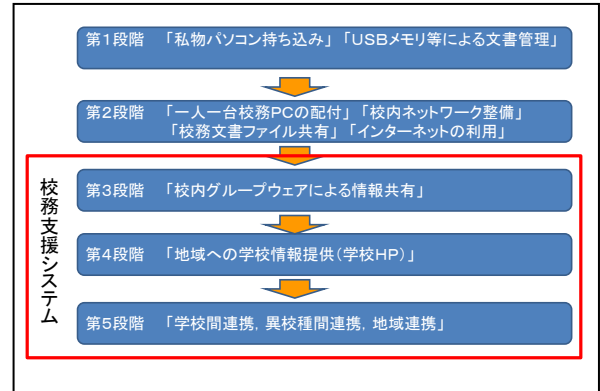 第１段階　「私物パソコン持ち込み」「ＵＳＢメモリ等による文書管理」
第２段階　「一人一台校務ＰＣの配付」「校内ネットワーク整備」
「校務文書ファイル共有」「インターネットの利用」
校務支援システム
第３段階　「校内グループウェアによる情報共有」
第４段階　「地域への学校情報提供（学校ＨＰ）」
第５段階　「学校間連携，異校種間連携，地域連携」